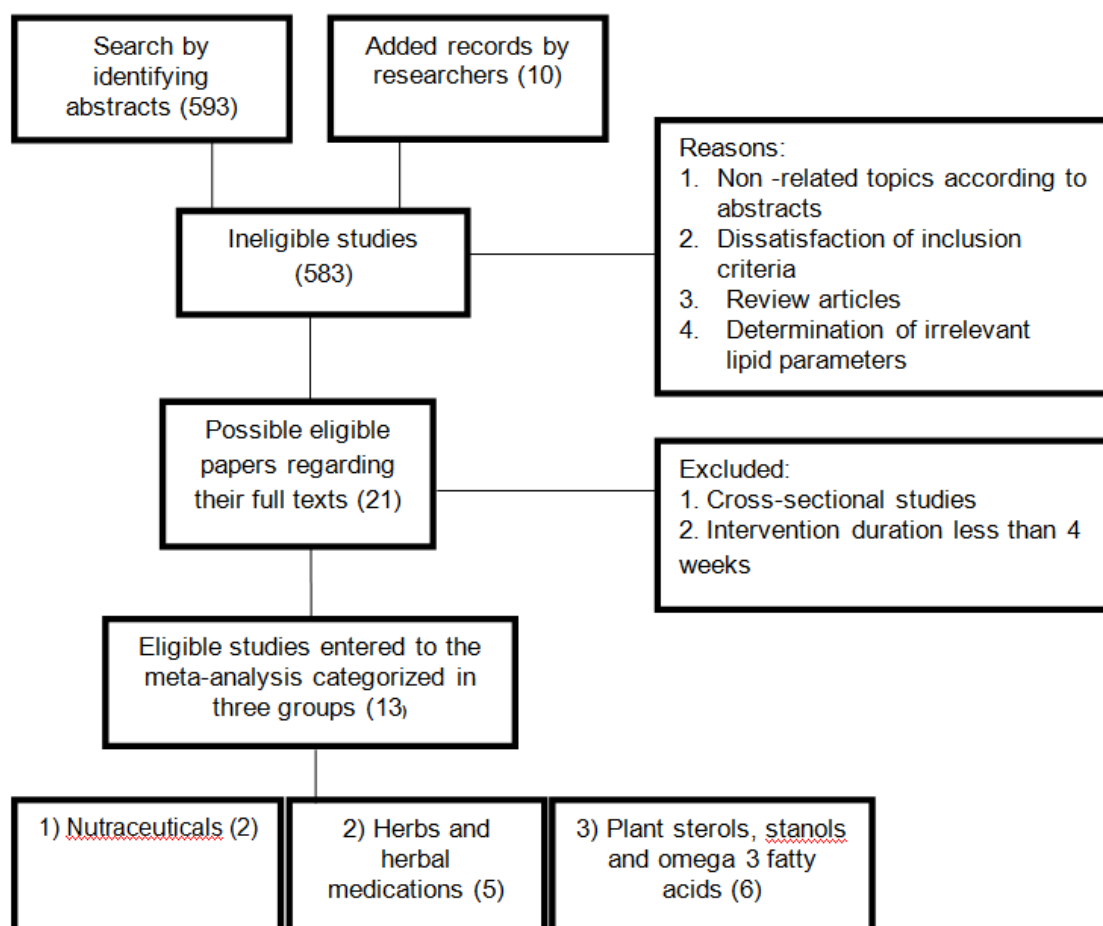 Search by
identifying
abstracts (593)
Added records by
researchers (10)
Reasons:
1. Non -related topics according to
abstracts
2. Dissatisfaction of inclusion
criteria
3. Review articles
4. Determination of irrelevant
lipid parameters
Ineligible studies
(583)
Possible eligible
papers regarding
their full texts (21)
Excluded:
1. Cross-sectional studies
2. Intervention duration less than 4
weeks
Eligible studies entered to the
meta-analysis categorized in
three groups (13)
1) Nutraceuticals (2)
2) Herbs and
herbal
medications (5)
3) Plant sterols, stanols
and omega 3 fatty
acids (6)